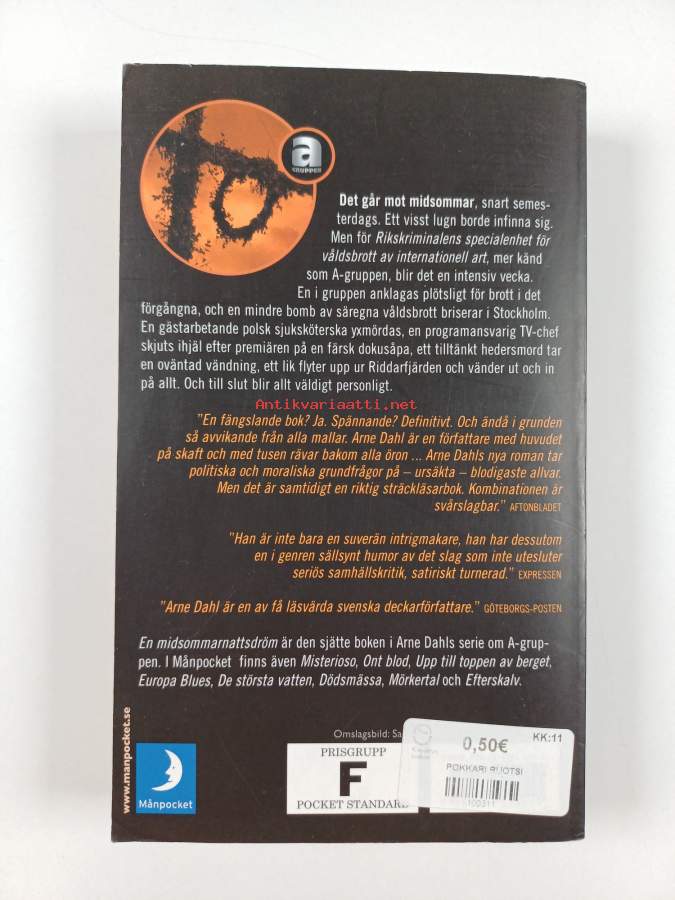 a
GRUPPEN
Det går mot midsommar, snart semes-
terdags. Ett visst lugn borde infinna sig.
Men för Rikskriminalens specialenhet för
våldsbrott av internationell art, mer känd
som A-gruppen, blir det en intensiv vecka.
En i gruppen anklagas plötsligt för brott i det
förgångna, och en mindre bomb av säregna våldsbrott briserar i Stockholm.
En gästarbetande polsk sjuksköterska yxmördas, en programansvarig TV-chef
skjuts ihjäl efter premiären på en färsk dokusåpa, ett tilltänkt hedersmord tar
en oväntad vändning, ett lik flyter upp ur Riddarfjärden och vänder ut och in
på allt. Och till slut blir allt väldigt personligt.
Antikvariaatti.net
"En fängslande bok? Ja. Spännande? Definitivt. Och ändå i grunden
så avvikande från alla mallar. Arne Dahl är en författare med huvudet
på skaft och med tusen rävar bakom alla öron ... Arne Dahls nya roman tar
politiska och moraliska grundfrågor på – ursäkta – blodigaste allvar.
Men det är samtidigt en riktig sträckläsarbok. Kombinationen är
svårslagbar." AFTONBLADET
"Han är inte bara en suverän intrigmakare, han har dessutom
en i genren sällsynt humor av det slag som inte utesluter
seriös samhällskritik, satiriskt turnerad." EXPRESSEN
"Arne Dahl är en av få läsvärda svenska deckarförfattare." GÖTEBORGS-POSTEN
En midsommarnattsdröm är den sjätte boken i Arne Dahls serie om A-grup-
pen. I Månpocket finns även Misterioso, Ont blod, Upp till toppen av berget,
Europa Blues, De största vatten, Dödsmässa, Mörkertal och Efterskalv.
www.manpocket.se
Månpocket
Omslagsbild: Sa
PRISGRUPP
F
POCKET STANDARD
0,50€
KK:11
POKKARI RUOTSI